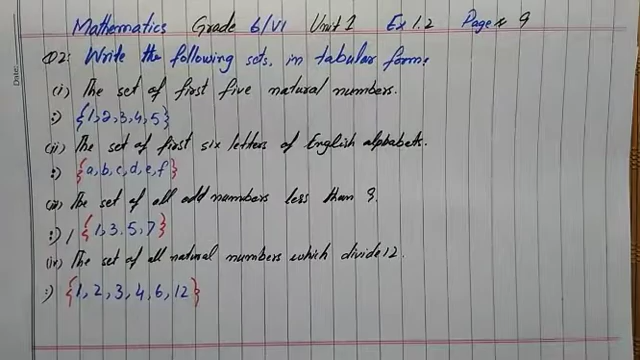 Mathematics Grade 6/VI Unit 1 Ex 1.2 Page # 9
Q2: Write the following sets, in tabular form:
(i) The set of first five natural numbers.
:) {1,2,3,4,5}
(ii) The set of first six letters of English alphabets.
:) {a,b,c,d,e,f}
(iii) The set of all odd numbers less than 9.
:) {1,3.5,7}
(iv) The set of all natural numbers which divide 12.
:) {1,2,3,4,6,12}
Date: